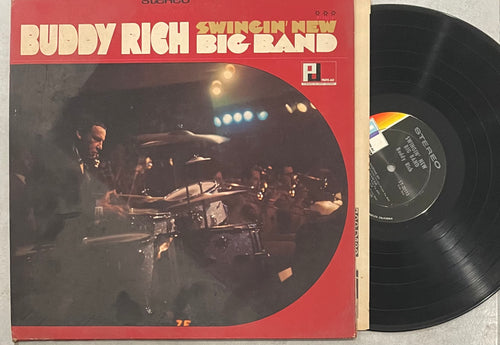 STEREO
BUDDY RICH SWINGIN' NEW
BIG BAND
STEREO
SWINGIN' NEW
BIG BAND
Buddy Rich